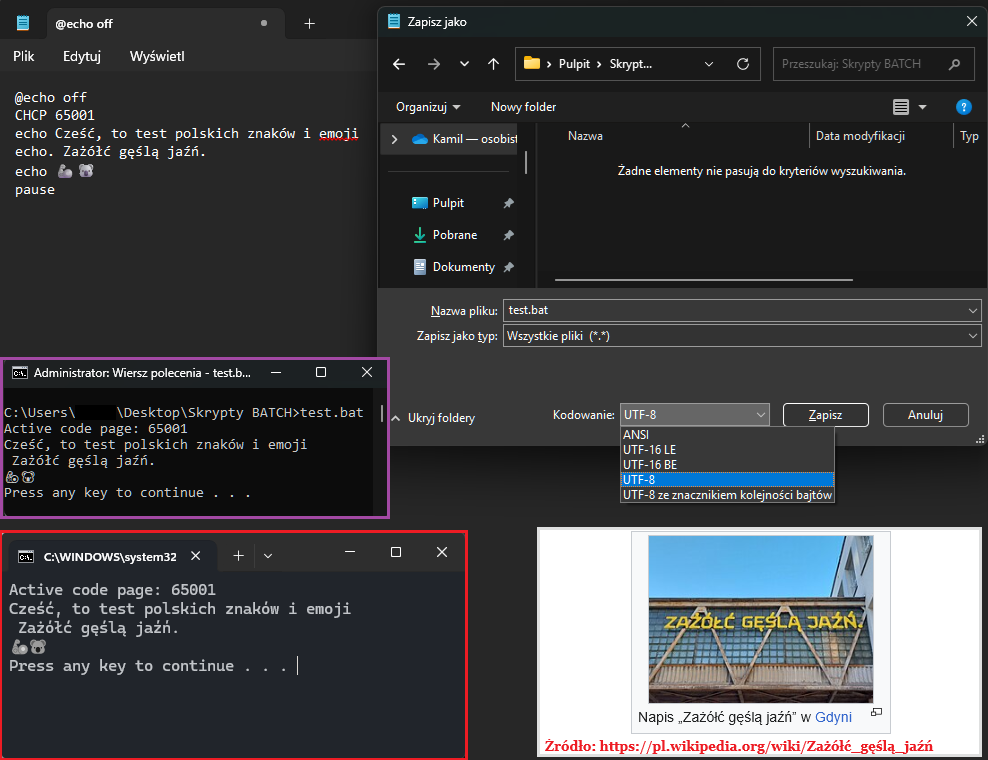 @echo off
Plik Edytuj Wyświetl
@echo off
CHCP 65001
echo Cześć, to test polskich znaków i emoji
echo. Zażółć gęślą jaźń.
echo 🦾 🐨
pause
Zapisz jako
Pulpit › Skrypt...
Przeszukaj: Skrypty BATCH
Organizuj Nowy folder
Kamil — osobist
Pulpit
Pobrane
Dokumenty
Nazwa Data modyfikacji Typ
Żadne elementy nie pasują do kryteriów wyszukiwania.
Nazwa pliku: test.bat
Zapisz jako typ: Wszystkie pliki (*.*)
Ukryj foldery
Kodowanie: UTF-8
Zapisz Anuluj
ANSI
UTF-16 LE
UTF-16 BE
UTF-8
UTF-8 ze znacznikiem kolejności bajtów
Administrator: Wiersz polecenia - test.b...
C:\Users\ \Desktop\Skrypty BATCH>test.bat
Active code page: 65001
Cześć, to test polskich znaków i emoji
Zażółć gęślą jaźń.
🦾🐨
Press any key to continue . . .
C:\WINDOWS\system32
Active code page: 65001
Cześć, to test polskich znaków i emoji
Zażółć gęślą jaźń.
🦾🐨
Press any key to continue . . .
ZAŻÓŁĆ GĘŚLĄ JAŹŃ.
Napis „Zażółć gęślą jaźń” w Gdyni
Źródło: https://pl.wikipedia.org/wiki/Zażółć_gęślą_jaźń